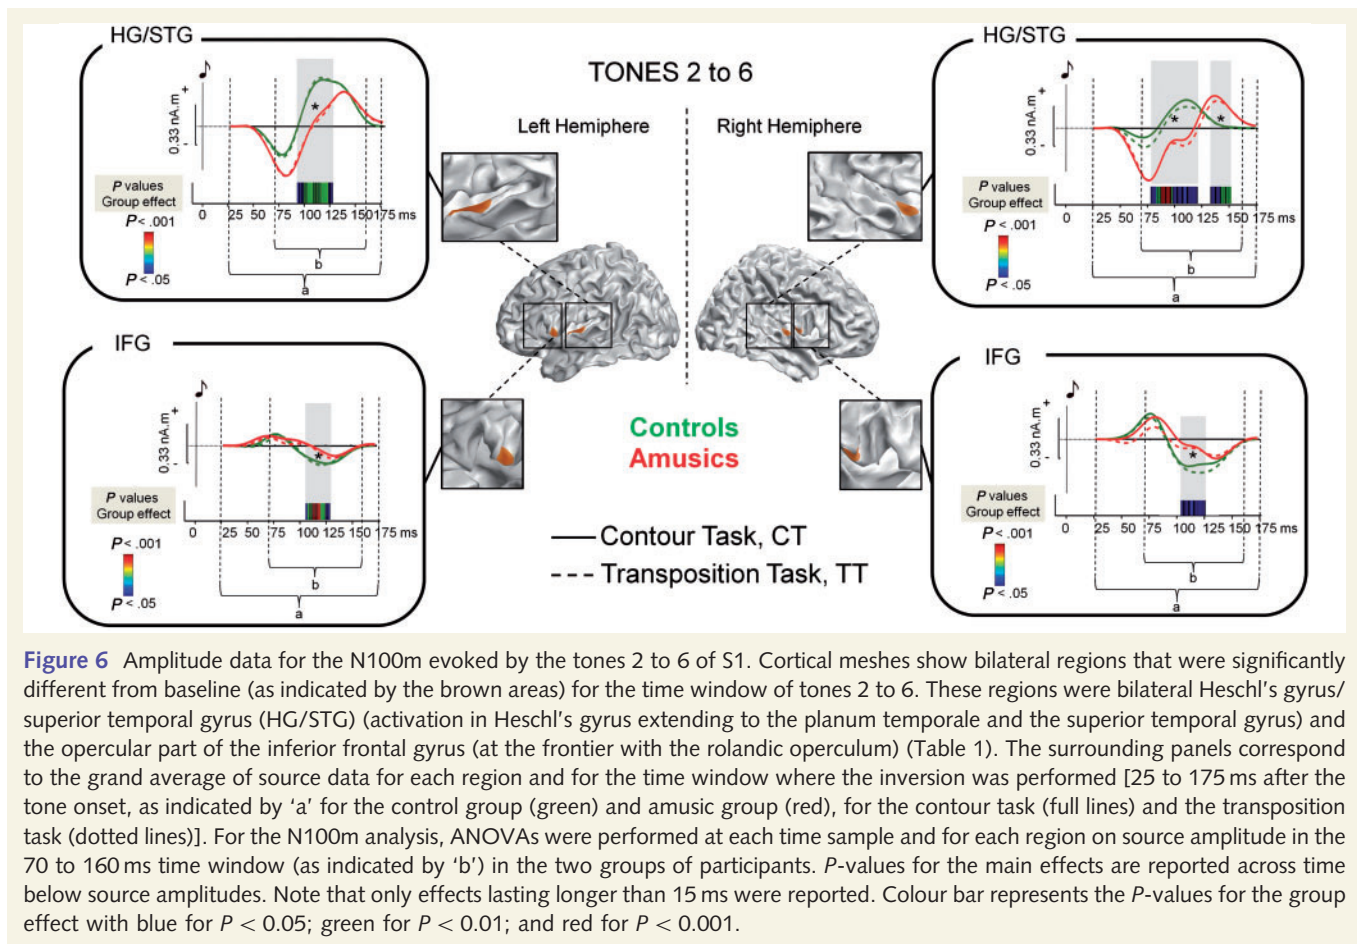 HG/STG
0,33 nA.m
+
-
*
P values
Group effect
P < .001
P < .05
0 25 50 75 100 125 150 175 ms
b
a
TONES 2 to 6
Left Hemiphere
Right Hemiphere
HG/STG
0,33 nA.m
+
-
* *
P values
Group effect
P < .001
P < .05
0 25 50 75 100 125 150 175 ms
b
a
IFG
0,33 nA.m
+
-
*
P values
Group effect
P < .001
P < .05
0 25 50 75 100 125 150 175 ms
b
a
Controls
Amusics
Contour Task, CT
Transposition Task, TT
IFG
0,33 nA.m
+
-
*
P values
Group effect
P < .001
P < .05
0 25 50 75 100 125 150 175 ms
b
a
Figure 6 Amplitude data for the N100m evoked by the tones 2 to 6 of S1. Cortical meshes show bilateral regions that were significantly
different from baseline (as indicated by the brown areas) for the time window of tones 2 to 6. These regions were bilateral Heschl's gyrus/
superior temporal gyrus (HG/STG) (activation in Heschl's gyrus extending to the planum temporale and the superior temporal gyrus) and
the opercular part of the inferior frontal gyrus (at the frontier with the rolandic operculum) (Table 1). The surrounding panels correspond
to the grand average of source data for each region and for the time window where the inversion was performed [25 to 175 ms after the
tone onset, as indicated by 'a' for the control group (green) and amusic group (red), for the contour task (full lines) and the transposition
task (dotted lines)]. For the N100m analysis, ANOVAs were performed at each time sample and for each region on source amplitude in the
70 to 160 ms time window (as indicated by 'b') in the two groups of participants. P-values for the main effects are reported across time
below source amplitudes. Note that only effects lasting longer than 15 ms were reported. Colour bar represents the P-values for the group
effect with blue for P < 0.05; green for P < 0.01; and red for P < 0.001.